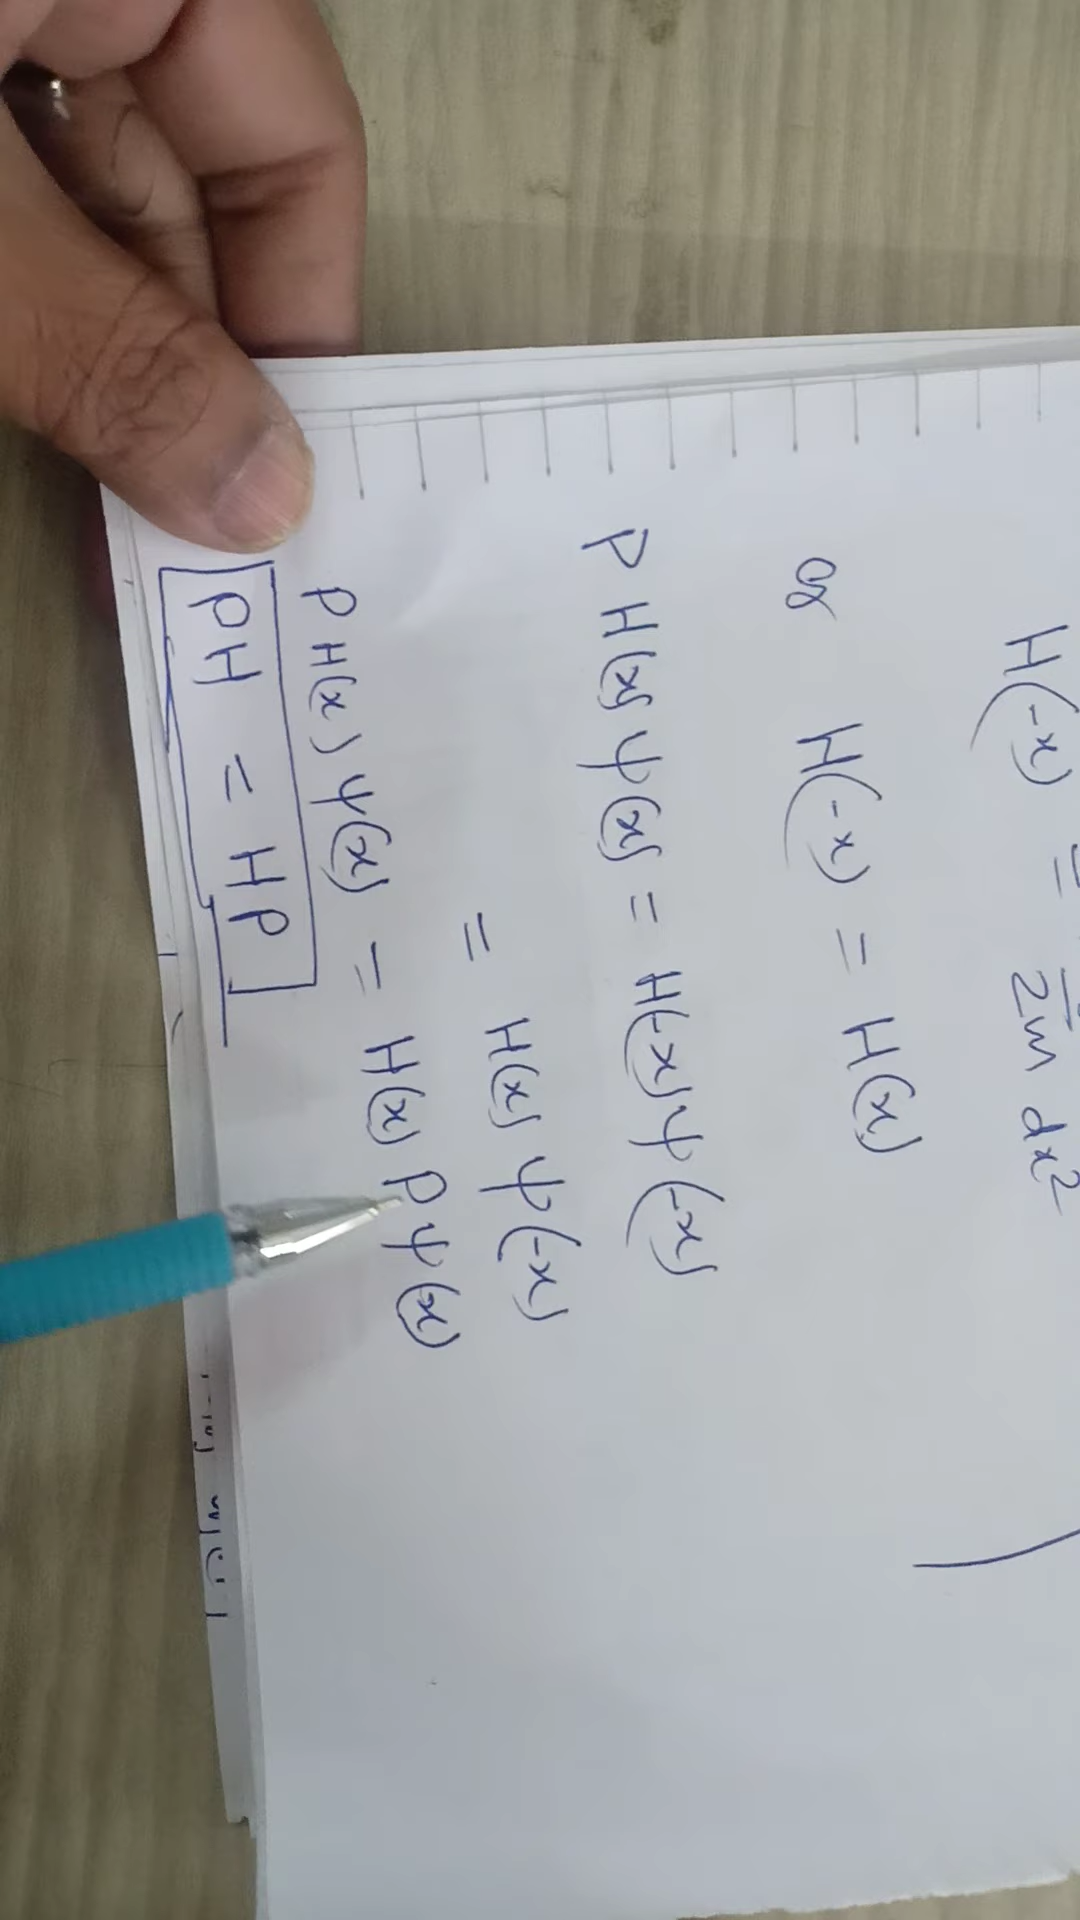 H(-x) = 2m dx²
or H(-x) = H(x)
P H(x) ψ(x) = H(-x) ψ(-x)
= H(x) ψ(-x)
P H(x) ψ(x) = H(x) P ψ(x)
PH = HP